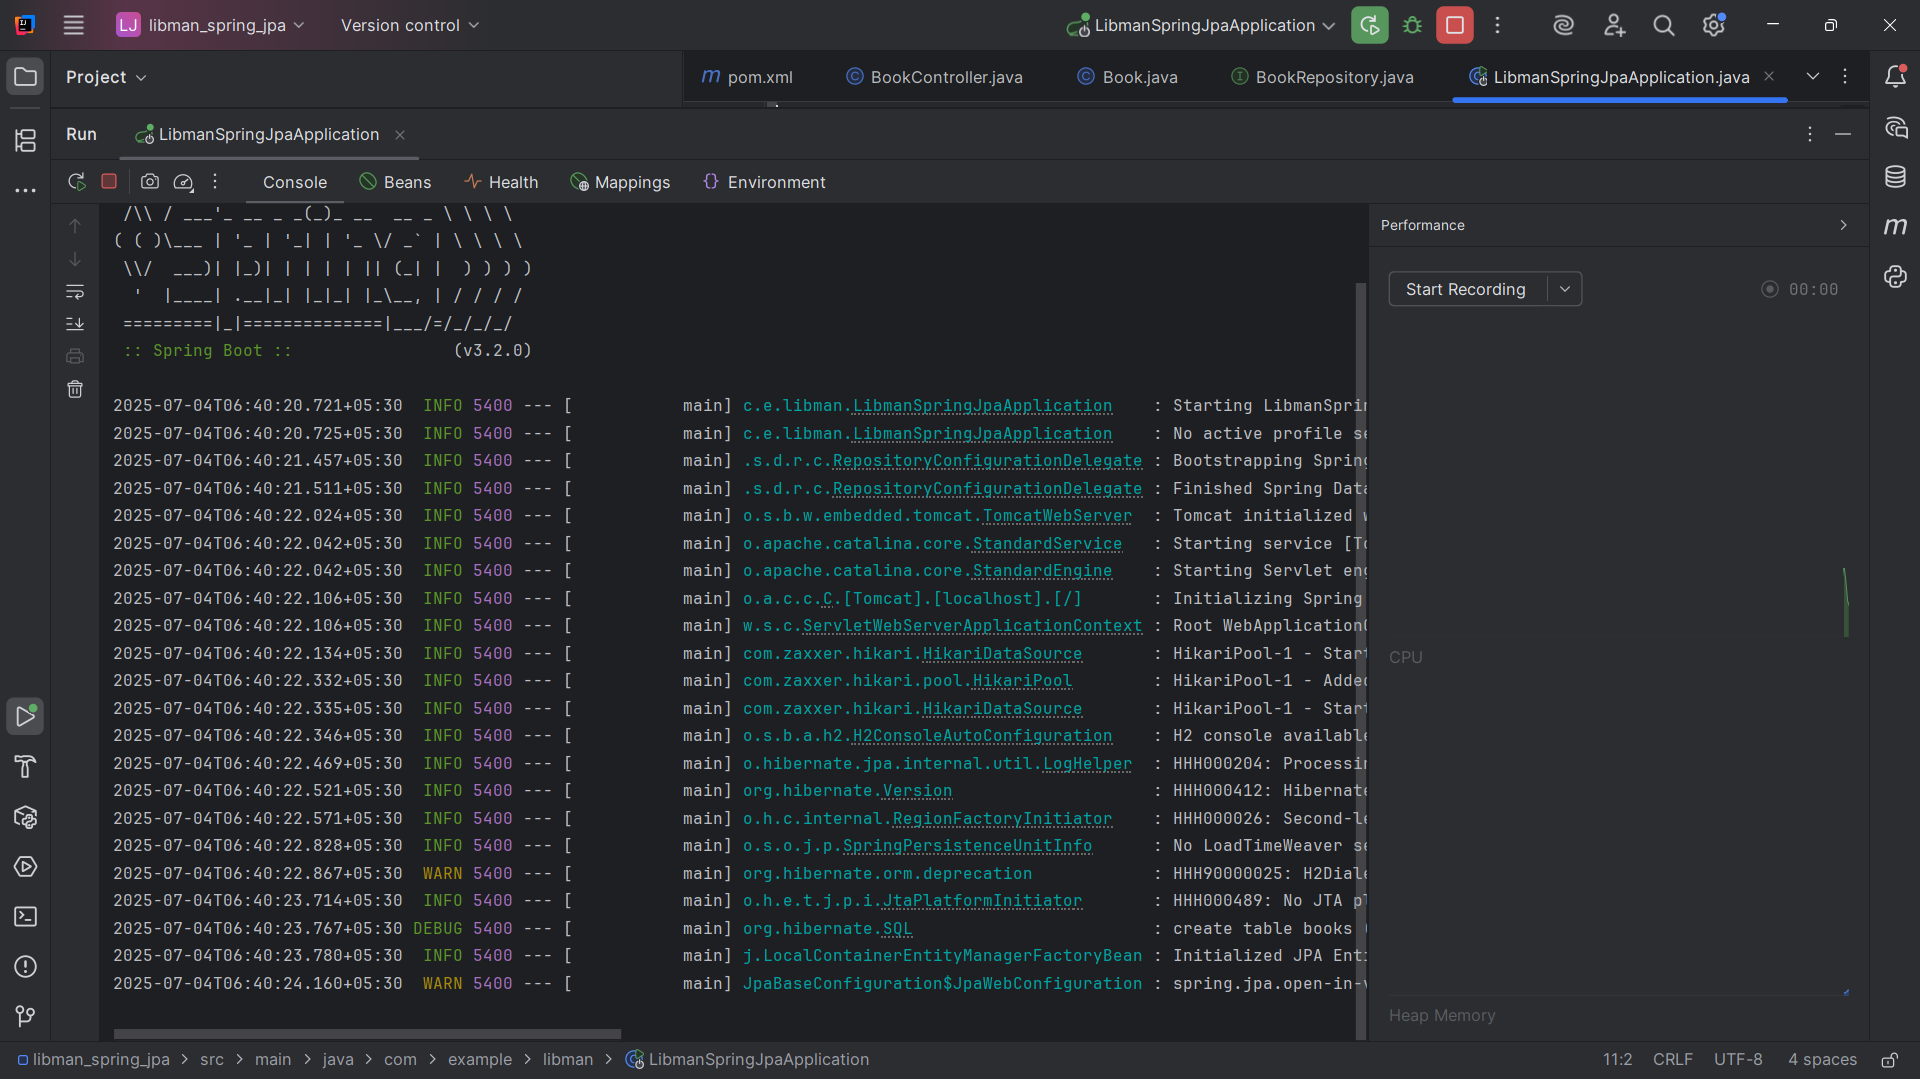 LJ libman_spring_jpa Version control LibmanSpringJpaApplication
Project pom.xml BookController.java Book.java BookRepository.java LibmanSpringJpaApplication.java
Run LibmanSpringJpaApplication
Console Beans Health Mappings Environment
/\\ / ___'_ __ _ _(_)_ __  __ _ \ \ \ \
( ( )\___ | '_ | '_| | '_ \/ _` | \ \ \ \
\\/  ___)| |_)| | | | | || (_| |  ) ) ) )
'  |____| .__|_| |_|_| |_\__, | / / / /
=========|_|==============|___/=/_/_/_/
:: Spring Boot :: (v3.2.0)
2025-07-04T06:40:20.721+05:30 INFO 5400 --- [ main] c.e.libman.LibmanSpringJpaApplication : Starting LibmanSprin
2025-07-04T06:40:20.725+05:30 INFO 5400 --- [ main] c.e.libman.LibmanSpringJpaApplication : No active profile se
2025-07-04T06:40:21.457+05:30 INFO 5400 --- [ main] .s.d.r.c.RepositoryConfigurationDelegate : Bootstrapping Spring
2025-07-04T06:40:21.511+05:30 INFO 5400 --- [ main] .s.d.r.c.RepositoryConfigurationDelegate : Finished Spring Data
2025-07-04T06:40:22.024+05:30 INFO 5400 --- [ main] o.s.b.w.embedded.tomcat.TomcatWebServer : Tomcat initialized w
2025-07-04T06:40:22.042+05:30 INFO 5400 --- [ main] o.apache.catalina.core.StandardService : Starting service [To
2025-07-04T06:40:22.042+05:30 INFO 5400 --- [ main] o.apache.catalina.core.StandardEngine : Starting Servlet eng
2025-07-04T06:40:22.106+05:30 INFO 5400 --- [ main] o.a.c.c.C.[Tomcat].[localhost].[/] : Initializing Spring
2025-07-04T06:40:22.106+05:30 INFO 5400 --- [ main] w.s.c.ServletWebServerApplicationContext : Root WebApplicationC
2025-07-04T06:40:22.134+05:30 INFO 5400 --- [ main] com.zaxxer.hikari.HikariDataSource : HikariPool-1 - Start
2025-07-04T06:40:22.332+05:30 INFO 5400 --- [ main] com.zaxxer.hikari.pool.HikariPool : HikariPool-1 - Added
2025-07-04T06:40:22.335+05:30 INFO 5400 --- [ main] com.zaxxer.hikari.HikariDataSource : HikariPool-1 - Start
2025-07-04T06:40:22.346+05:30 INFO 5400 --- [ main] o.s.b.a.h2.H2ConsoleAutoConfiguration : H2 console available
2025-07-04T06:40:22.469+05:30 INFO 5400 --- [ main] o.hibernate.jpa.internal.util.LogHelper : HHH000204: Processin
2025-07-04T06:40:22.521+05:30 INFO 5400 --- [ main] org.hibernate.Version : HHH000412: Hibernate
2025-07-04T06:40:22.571+05:30 INFO 5400 --- [ main] o.h.c.internal.RegionFactoryInitiator : HHH000026: Second-le
2025-07-04T06:40:22.828+05:30 INFO 5400 --- [ main] o.s.o.j.p.SpringPersistenceUnitInfo : No LoadTimeWeaver se
2025-07-04T06:40:22.867+05:30 WARN 5400 --- [ main] org.hibernate.orm.deprecation : HHH90000025: H2Diale
2025-07-04T06:40:23.714+05:30 INFO 5400 --- [ main] o.h.e.t.j.p.i.JtaPlatformInitiator : HHH000489: No JTA pl
2025-07-04T06:40:23.767+05:30 DEBUG 5400 --- [ main] org.hibernate.SQL : create table books (
2025-07-04T06:40:23.780+05:30 INFO 5400 --- [ main] j.LocalContainerEntityManagerFactoryBean : Initialized JPA Enti
2025-07-04T06:40:24.160+05:30 WARN 5400 --- [ main] JpaBaseConfiguration$JpaWebConfiguration : spring.jpa.open-in-v
Performance
Start Recording 00:00
CPU
Heap Memory
libman_spring_jpa > src > main > java > com > example > libman > LibmanSpringJpaApplication 11:2 CRLF UTF-8 4 spaces